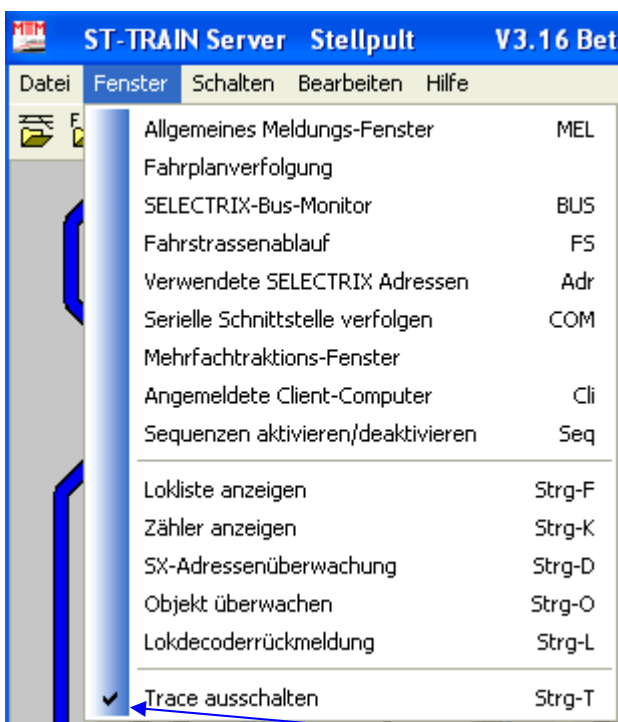 MEM ST-TRAIN Server Stellpult V3.16 Bet
Datei Fenster Schalten Bearbeiten Hilfe
F
Allgemeines Meldungs-Fenster MEL
Fahrplanverfolgung
SELECTRIX-Bus-Monitor BUS
Fahrstrassenablauf FS
Verwendete SELECTRIX Adressen Adr
Serielle Schnittstelle verfolgen COM
Mehrfachtraktions-Fenster
Angemeldete Client-Computer Cli
Sequenzen aktivieren/deaktivieren Seq
Lokliste anzeigen Strg-F
Zähler anzeigen Strg-K
SX-Adressenüberwachung Strg-D
Objekt überwachen Strg-O
Lokdecoderrückmeldung Strg-L
Trace ausschalten Strg-T